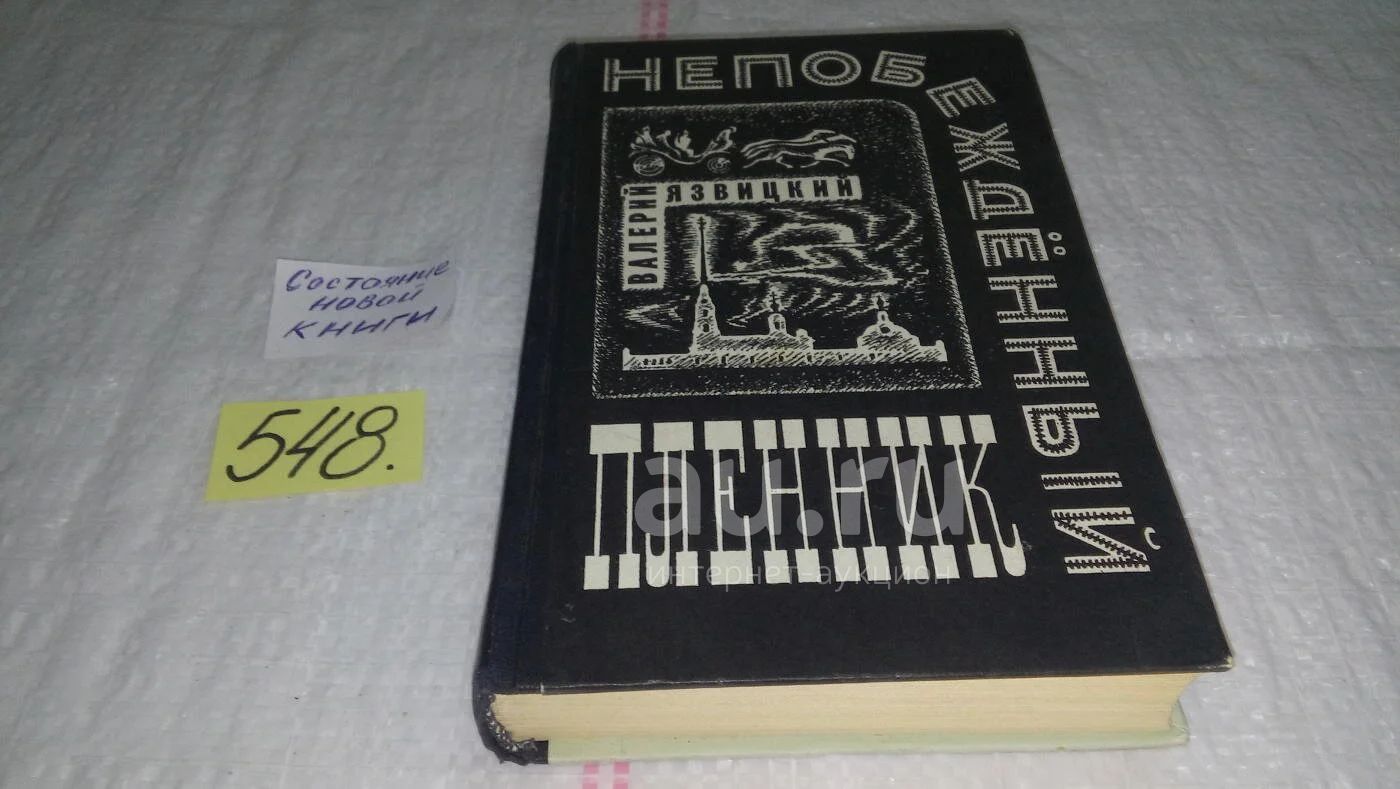 НЕПОБЕЖДЁННЫЙ
ВАЛЕРИЙ
ЯЗВИЦКИЙ
ПЛЕННИК
Состояние
новой
книги
548.
au.ru
интернет-аукцион